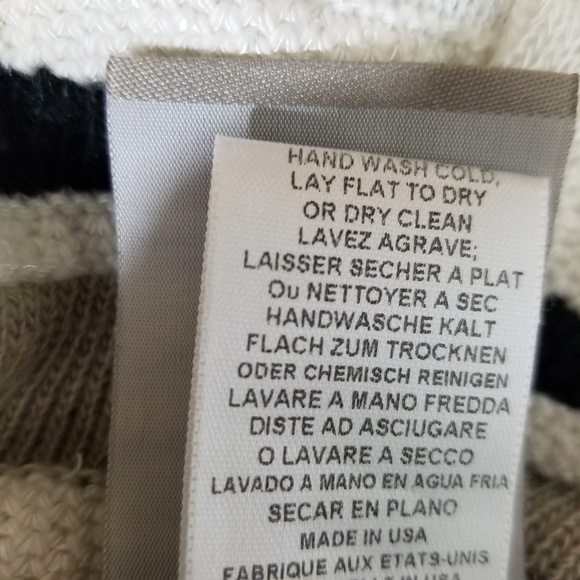 HAND WASH COLD,
LAY FLAT TO DRY
OR DRY CLEAN
LAVEZ AGRAVE;
LAISSER SECHER A PLAT
Ou NETTOYER A SEC
HANDWASCHE KALT
FLACH ZUM TROCKNEN
ODER CHEMISCH REINIGEN
LAVARE A MANO FREDDA
DISTE AD ASCIUGARE
O LAVARE A SECCO
LAVADO A MANO EN AGUA FRIA
SECAR EN PLANO
MADE IN USA
FABRIQUE AUX ETATS-UNIS
IN U.S.A